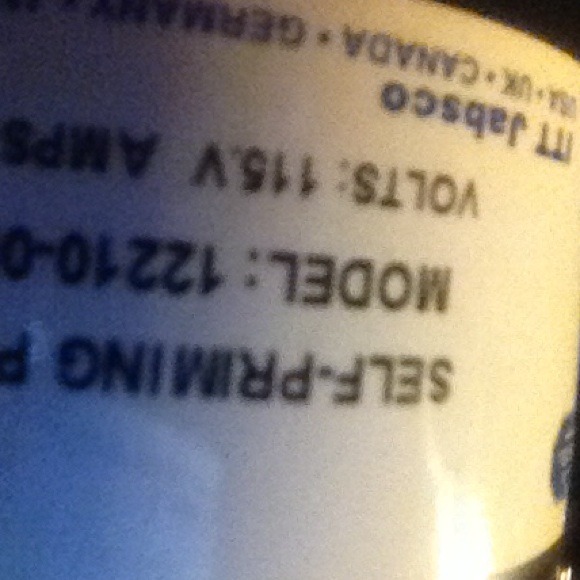 SELF-PRIMING P
MODEL: 12210-0
VOLTS: 115.V AMPS
ITT Jabsco
USA • UK • CANADA • GERMANY •